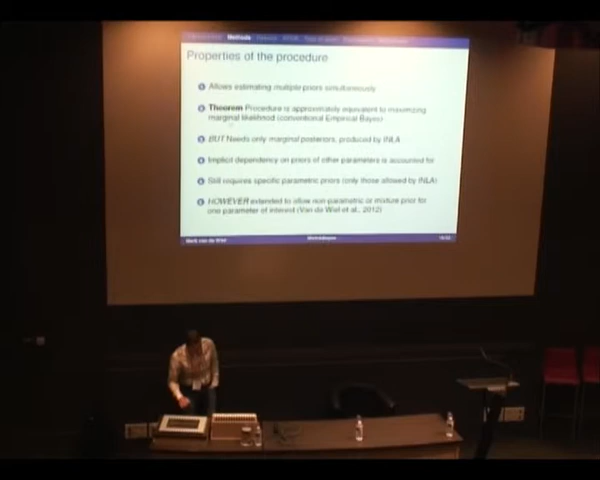 Methods
Properties of the procedure
Allows estimating multiple priors simultaneously
Theorem Procedure is approximately equivalent to maximizing
marginal likelihood (conventional Empirical Bayes)
BUT Needs only marginal posteriors, produced by INLA
Implicit dependency on priors of other parameters is accounted for
Still requires specific parametric priors (only those allowed by INLA)
HOWEVER extended to allow non-parametric or mixture prior for
one parameter of interest (Van de Wiel et al., 2012)
Mark van de Wiel